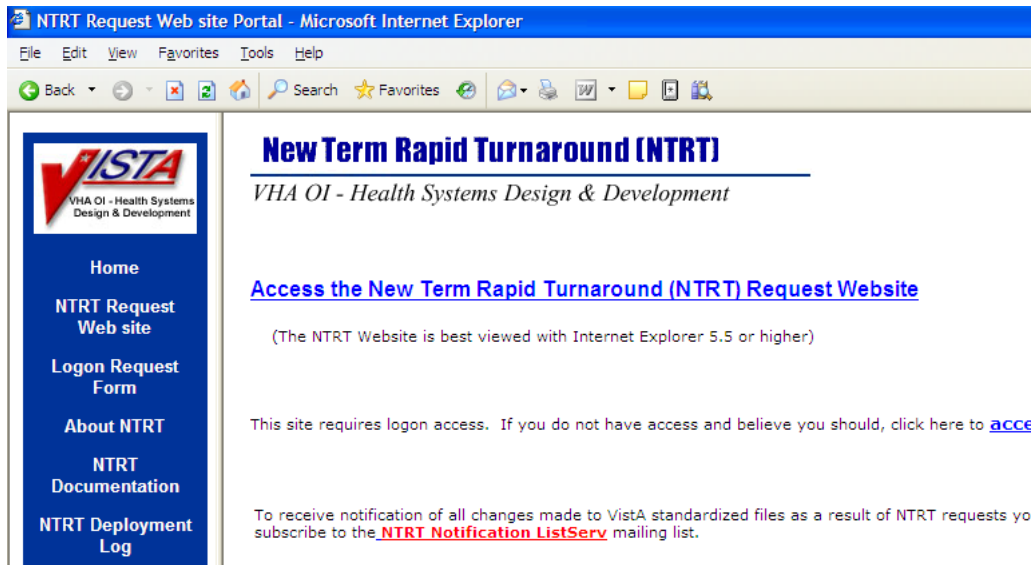 NTRT Request Web site Portal - Microsoft Internet Explorer
File Edit View Favorites Tools Help
Back Search Favorites
VISTA
VHA OI - Health Systems
Design & Development
Home
NTRT Request
Web site
Logon Request
Form
About NTRT
NTRT
Documentation
NTRT Deployment
Log
New Term Rapid Turnaround (NTRT)
VHA OI - Health Systems Design & Development
Access the New Term Rapid Turnaround (NTRT) Request Website
(The NTRT Website is best viewed with Internet Explorer 5.5 or higher)
This site requires logon access. If you do not have access and believe you should, click here to acce
To receive notification of all changes made to VistA standardized files as a result of NTRT requests yo
subscribe to the NTRT Notification ListServ mailing list.